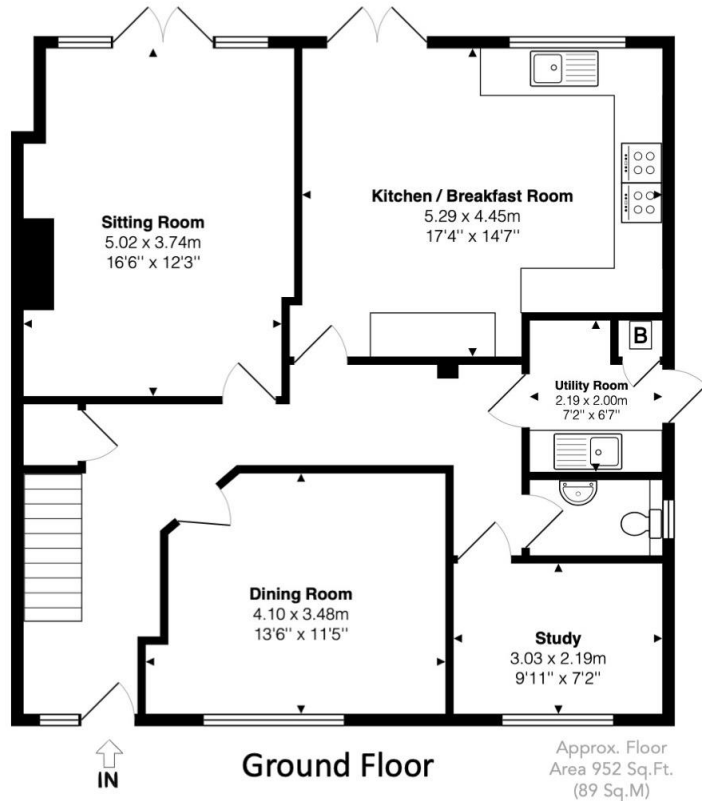 Sitting Room
5.02 x 3.74m
16'6'' x 12'3''
Kitchen / Breakfast Room
5.29 x 4.45m
17'4'' x 14'7''
B
Utility Room
2.19 x 2.00m
7'2'' x 6'7''
Dining Room
4.10 x 3.48m
13'6'' x 11'5''
Study
3.03 x 2.19m
9'11'' x 7'2''
IN
Ground Floor
Approx. Floor
Area 952 Sq.Ft.
(89 Sq.M)